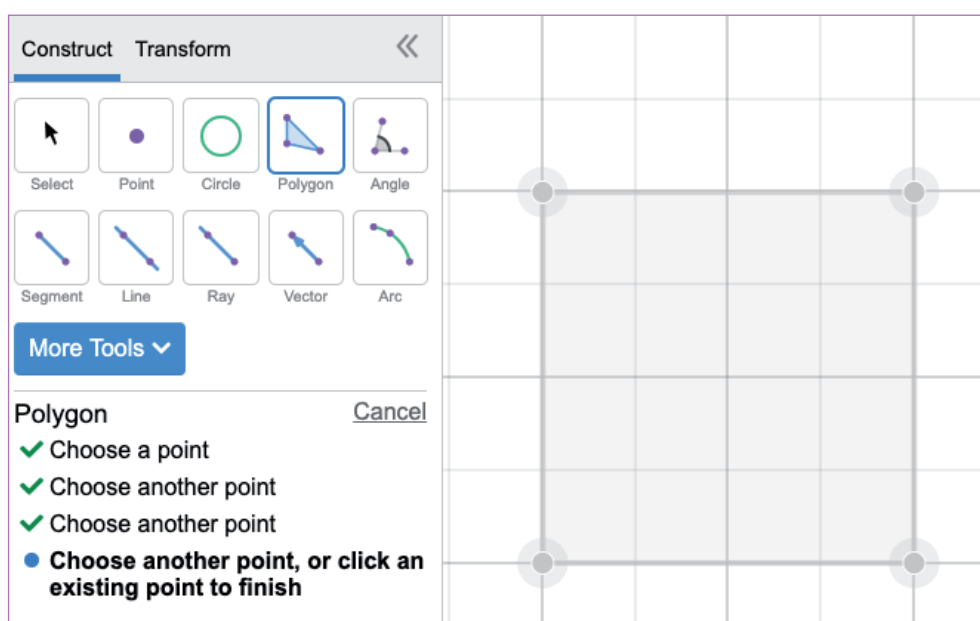 Construct Transform
Select Point Circle Polygon Angle
Segment Line Ray Vector Arc
More Tools
Polygon Cancel
Choose a point
Choose another point
Choose another point
Choose another point, or click an
existing point to finish